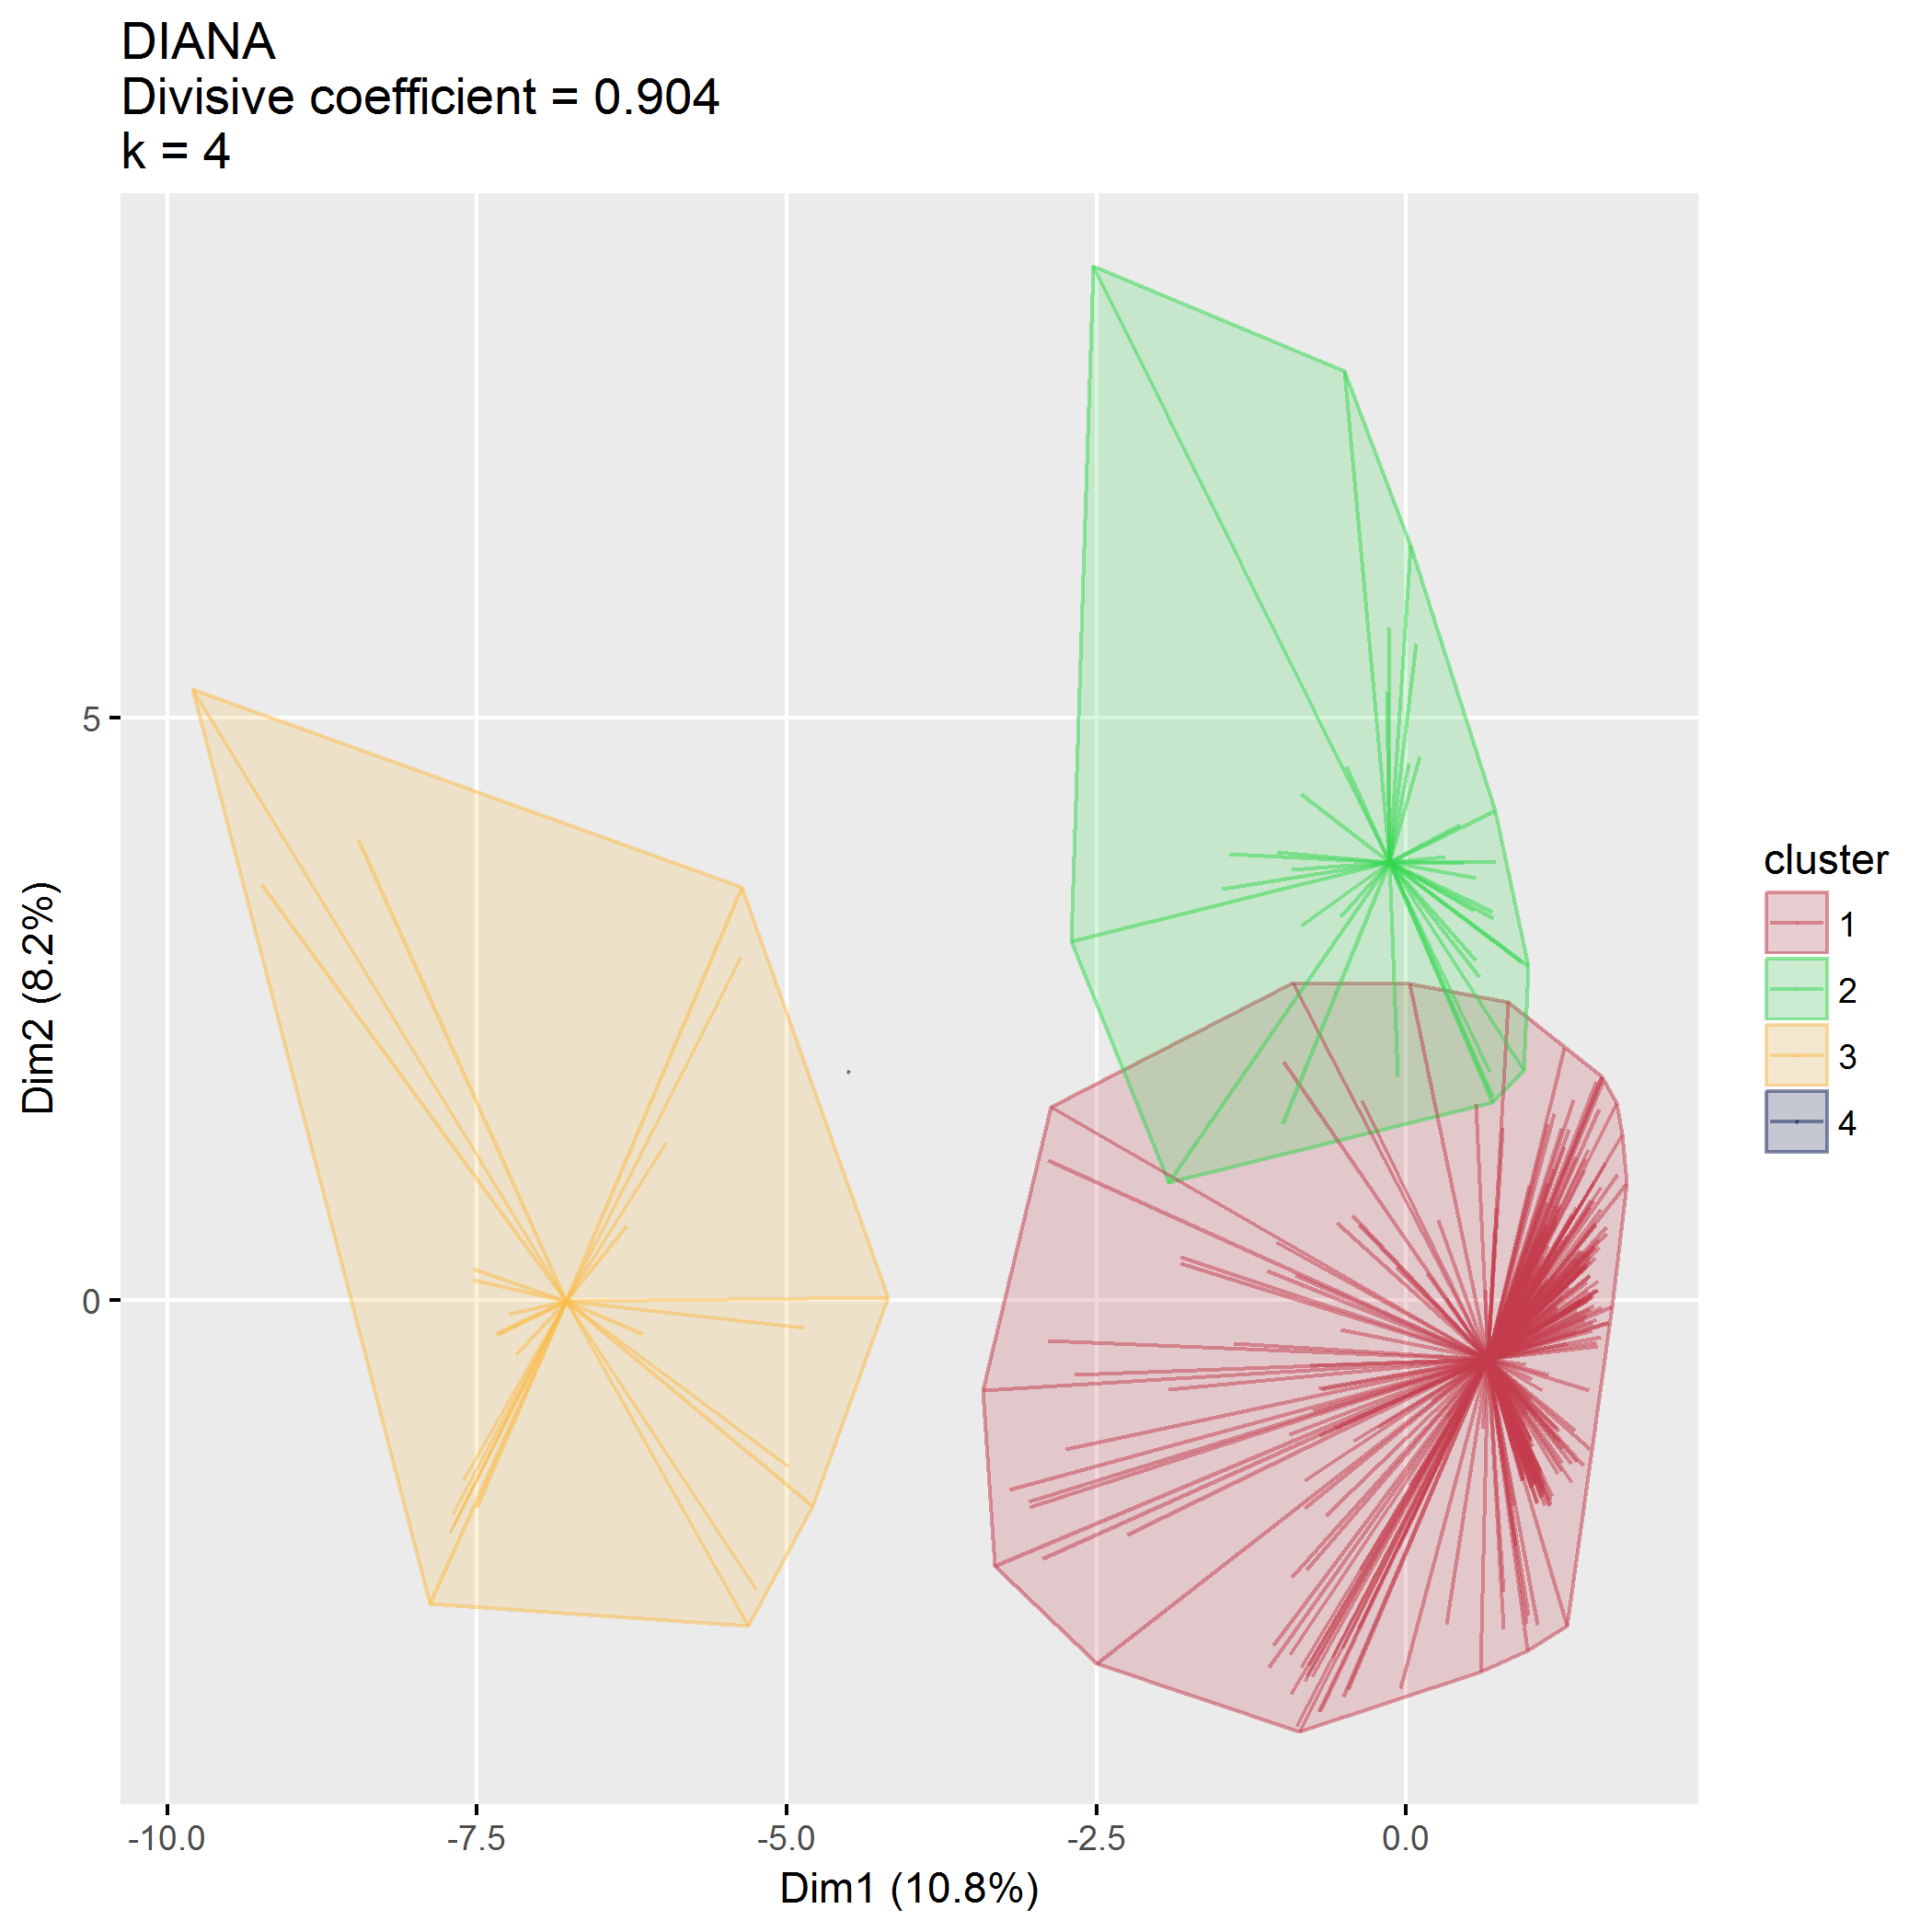 DIANA
Divisive coefficient = 0.904
k = 4
5
0
Dim2 (8.2%)
-10.0 -7.5 -5.0 -2.5 0.0
Dim1 (10.8%)
cluster
1
2
3
4